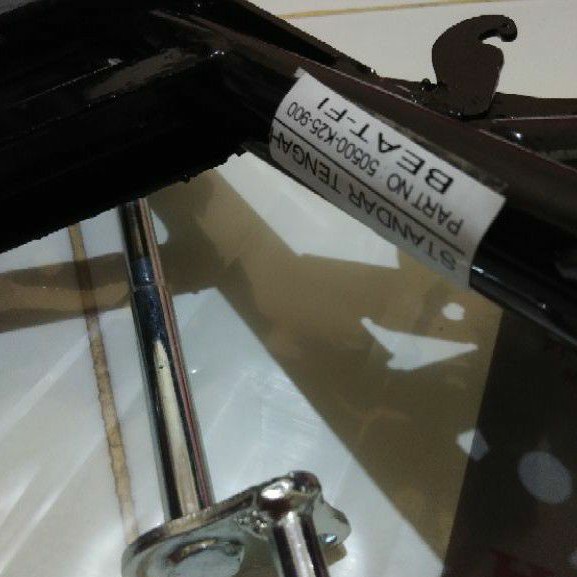 STANDAR TENGAH
PART NO 50500-K25-900
BEAT-FI